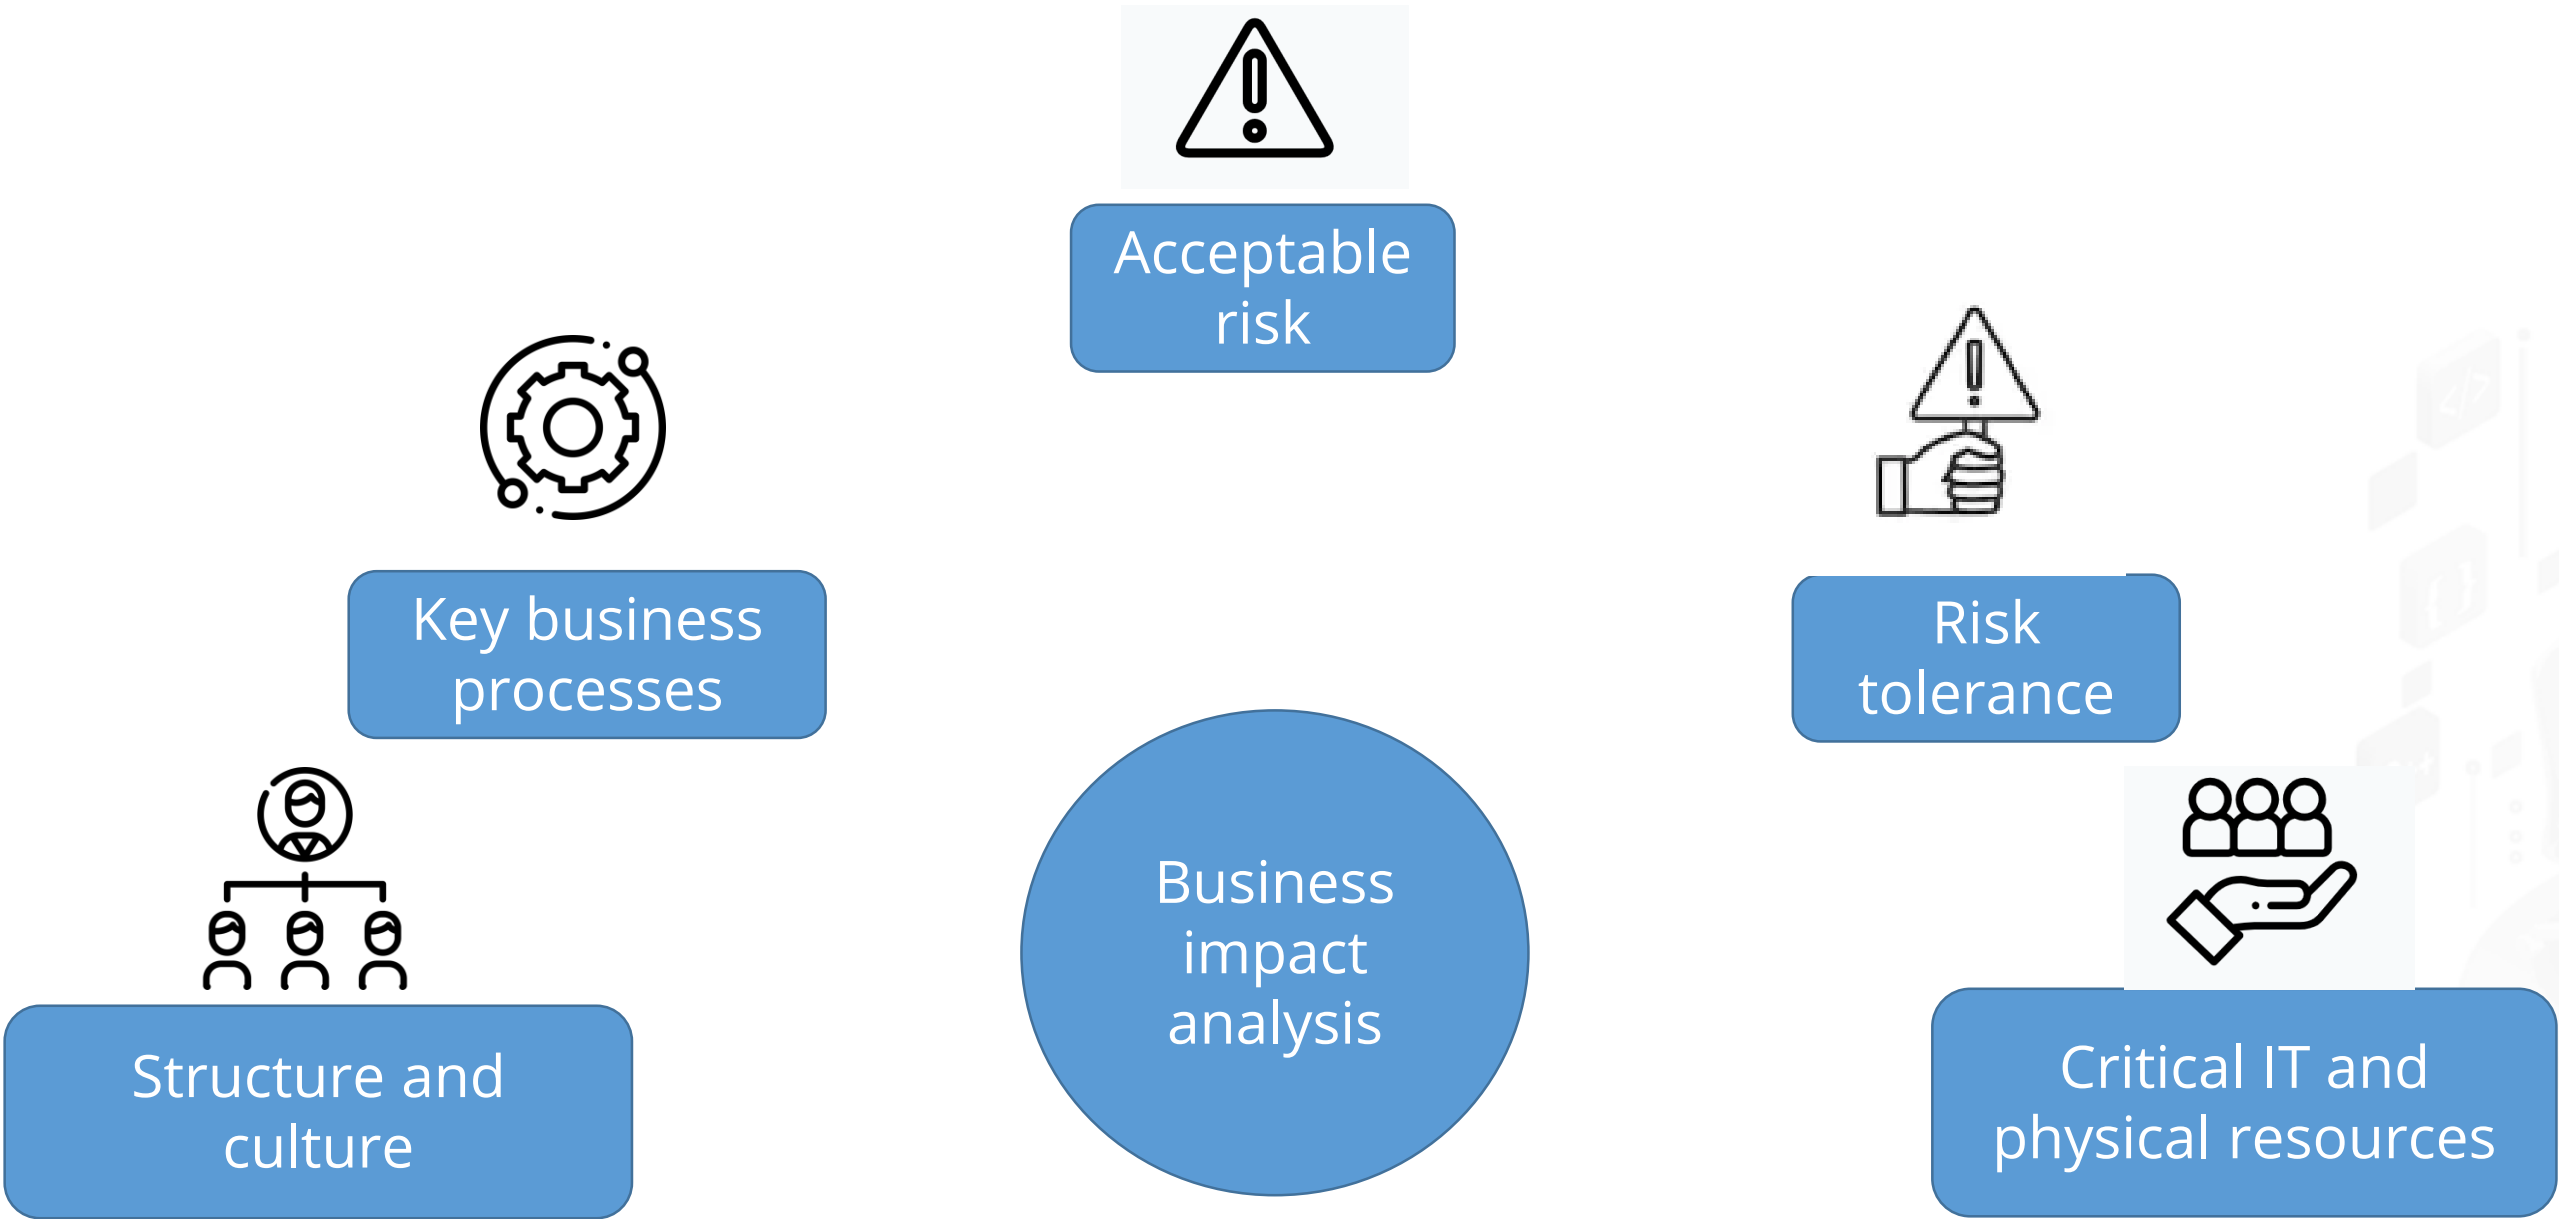 Acceptable
risk
Key business
processes
Risk
tolerance
Business
impact
analysis
Structure and
culture
Critical IT and
physical resources